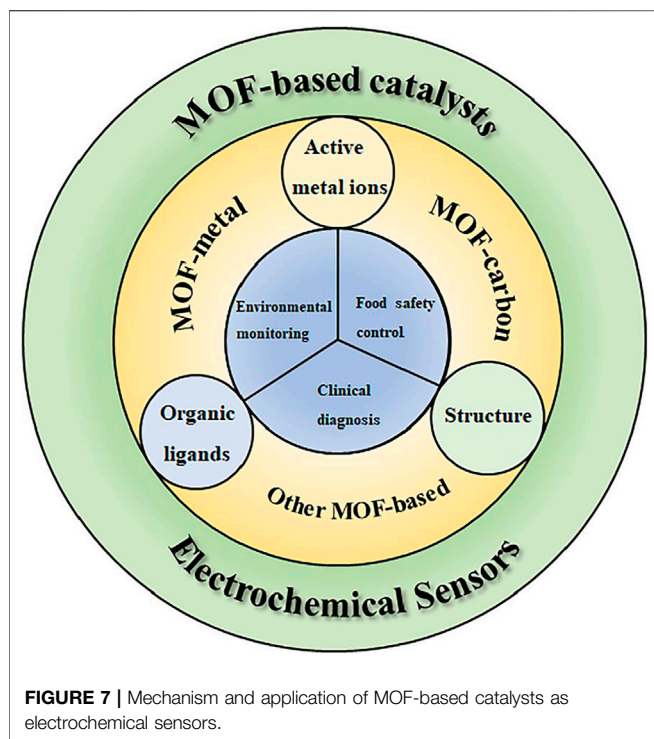 MOF-based catalysts
Active
metal ions
MOF-metal
MOF-carbon
Environmental
monitoring
Food safety
control
Clinical
diagnosis
Organic
ligands
Structure
Other MOF-based
Electrochemical Sensors
FIGURE 7 | Mechanism and application of MOF-based catalysts as
electrochemical sensors.